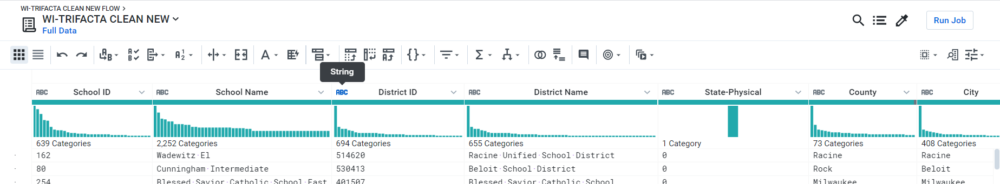 WI-TRIFACTA CLEAN NEW FLOW
WI-TRIFACTA CLEAN NEW
Full Data
Run Job
String
ABC School ID ABC School Name ABC District ID ABC District Name ABC State-Physical ABC County ABC City
639 Categories 2,252 Categories 694 Categories 655 Categories 1 Category 73 Categories 408 Categories
162 Wadewitz·El 514620 Racine·Unified·School·District 0 Racine Racine
80 Cunningham·Intermediate 530413 Beloit·School·District 0 Rock Beloit
254 Blessed·Savior·Catholic·School·East 401507 Blessed·Savior·Catholic·School 0 Milwaukee Milwaukee